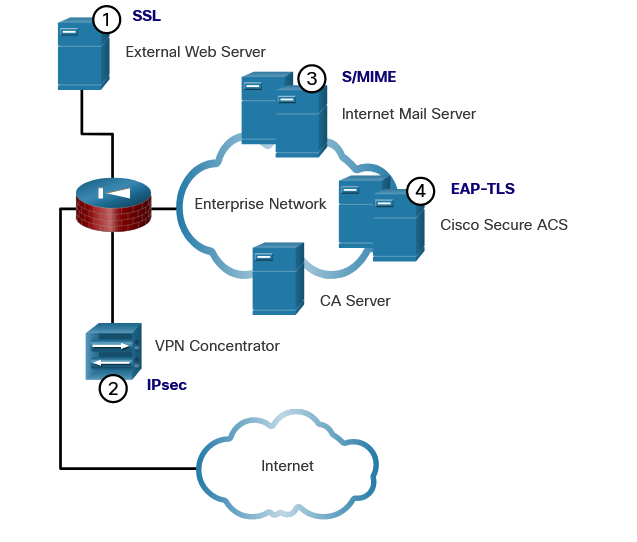 1 SSL
External Web Server
3 S/MIME
Internet Mail Server
4 EAP-TLS
Enterprise Network
Cisco Secure ACS
CA Server
VPN Concentrator
2 IPsec
Internet